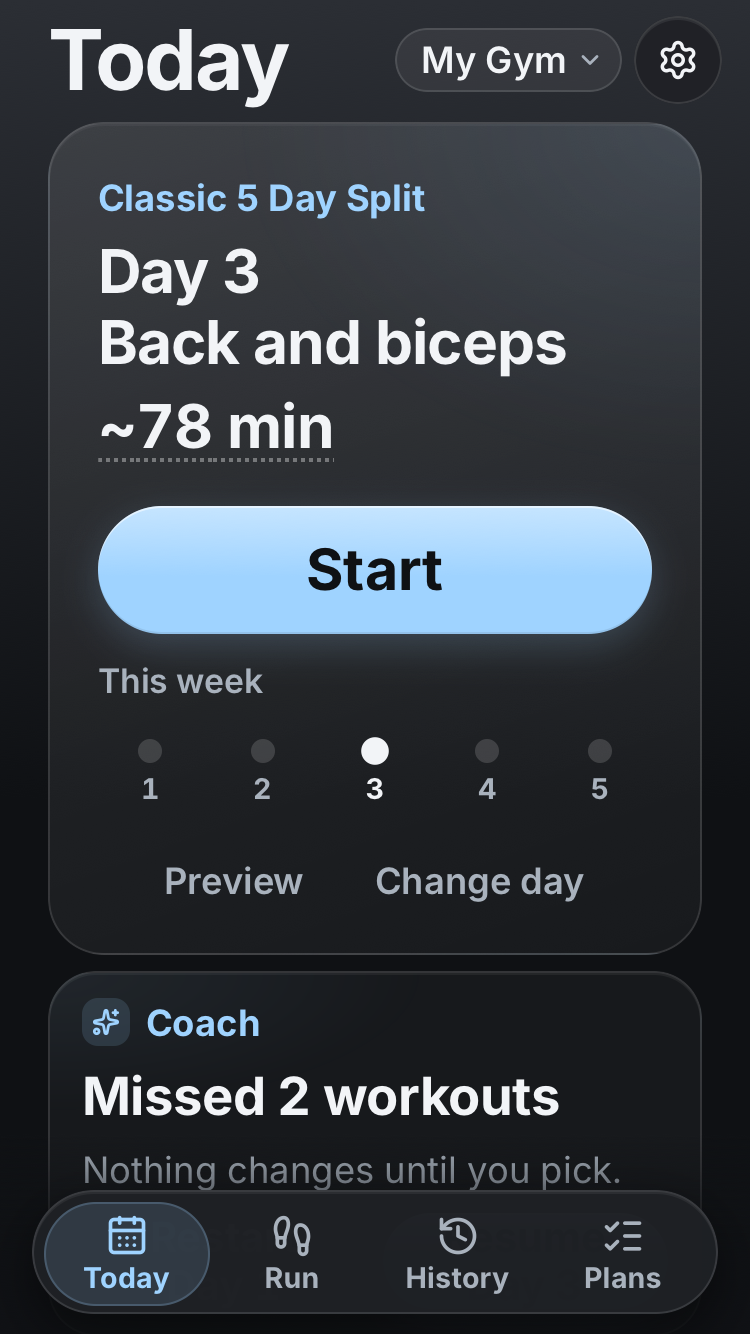 Today
My Gym
Classic 5 Day Split
Day 3
Back and biceps
~78 min
Start
This week
1 2 3 4 5
Preview Change day
Coach
Missed 2 workouts
Nothing changes until you pick.
Today Run History Plans